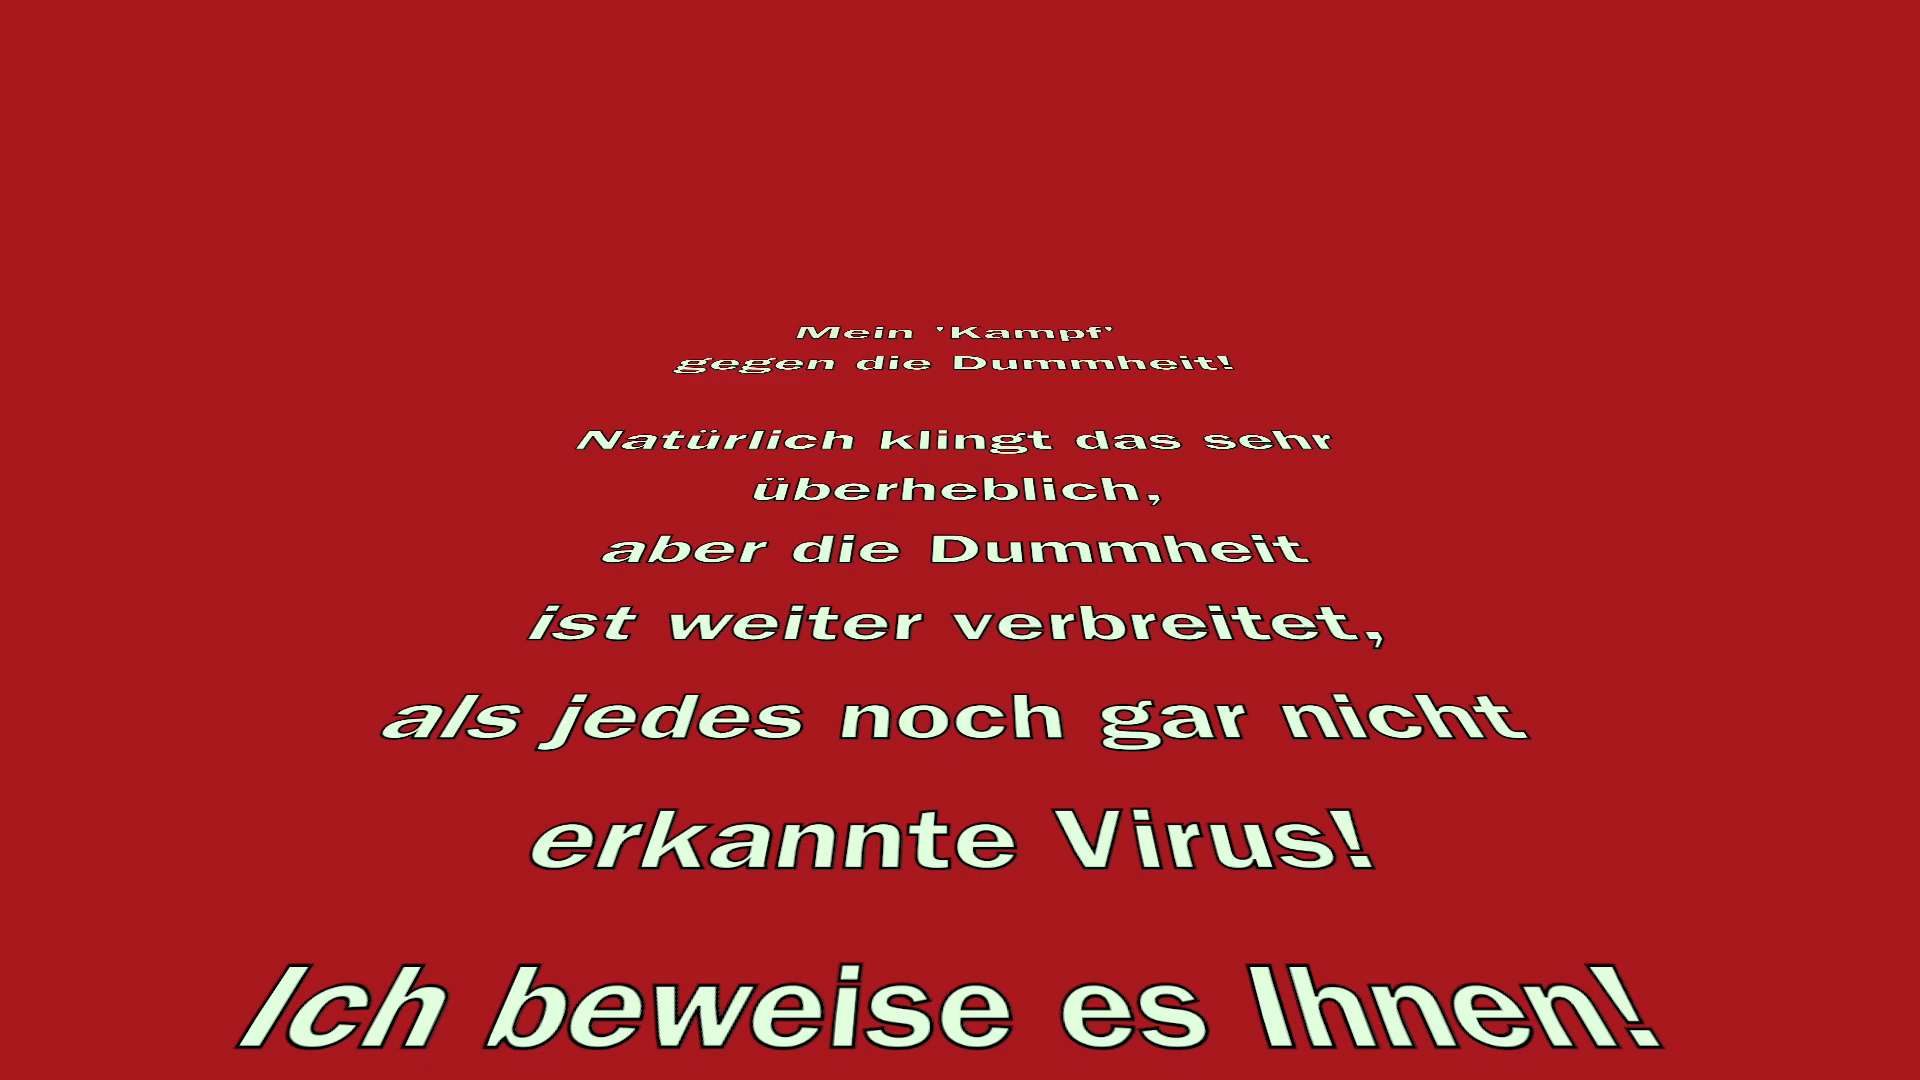 Mein 'Kampf'
gegen die Dummheit!
Natürlich klingt das sehr
überheblich,
aber die Dummheit
ist weiter verbreitet,
als jedes noch gar nicht
erkannte Virus!
Ich beweise es Ihnen!